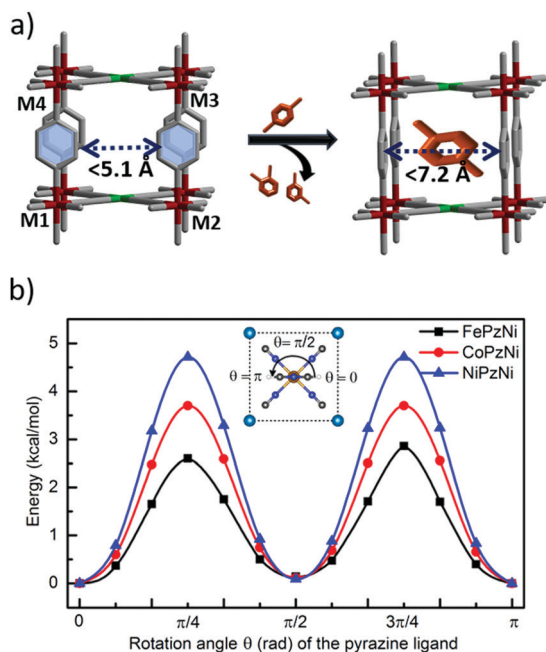 a)
M4 M3
<5.1 Å
<7.2 Å
M1 M2
b)
FePzNi
CoPzNi
NiPzNi
θ= π/2
θ= π θ= 0
Energy (kcal/mol)
5
4
3
2
1
0
0 π/4 π/2 3π/4 π
Rotation angle θ (rad) of the pyrazine ligand